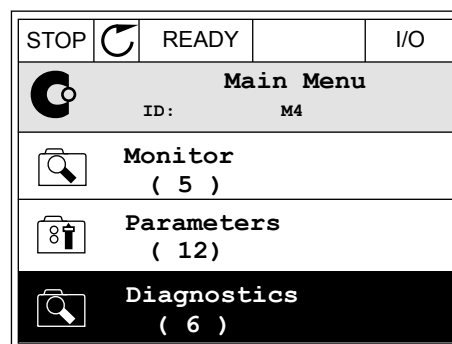 STOP READY I/O
Main Menu
ID: M4
Monitor
( 5 )
Parameters
( 12)
Diagnostics
( 6 )